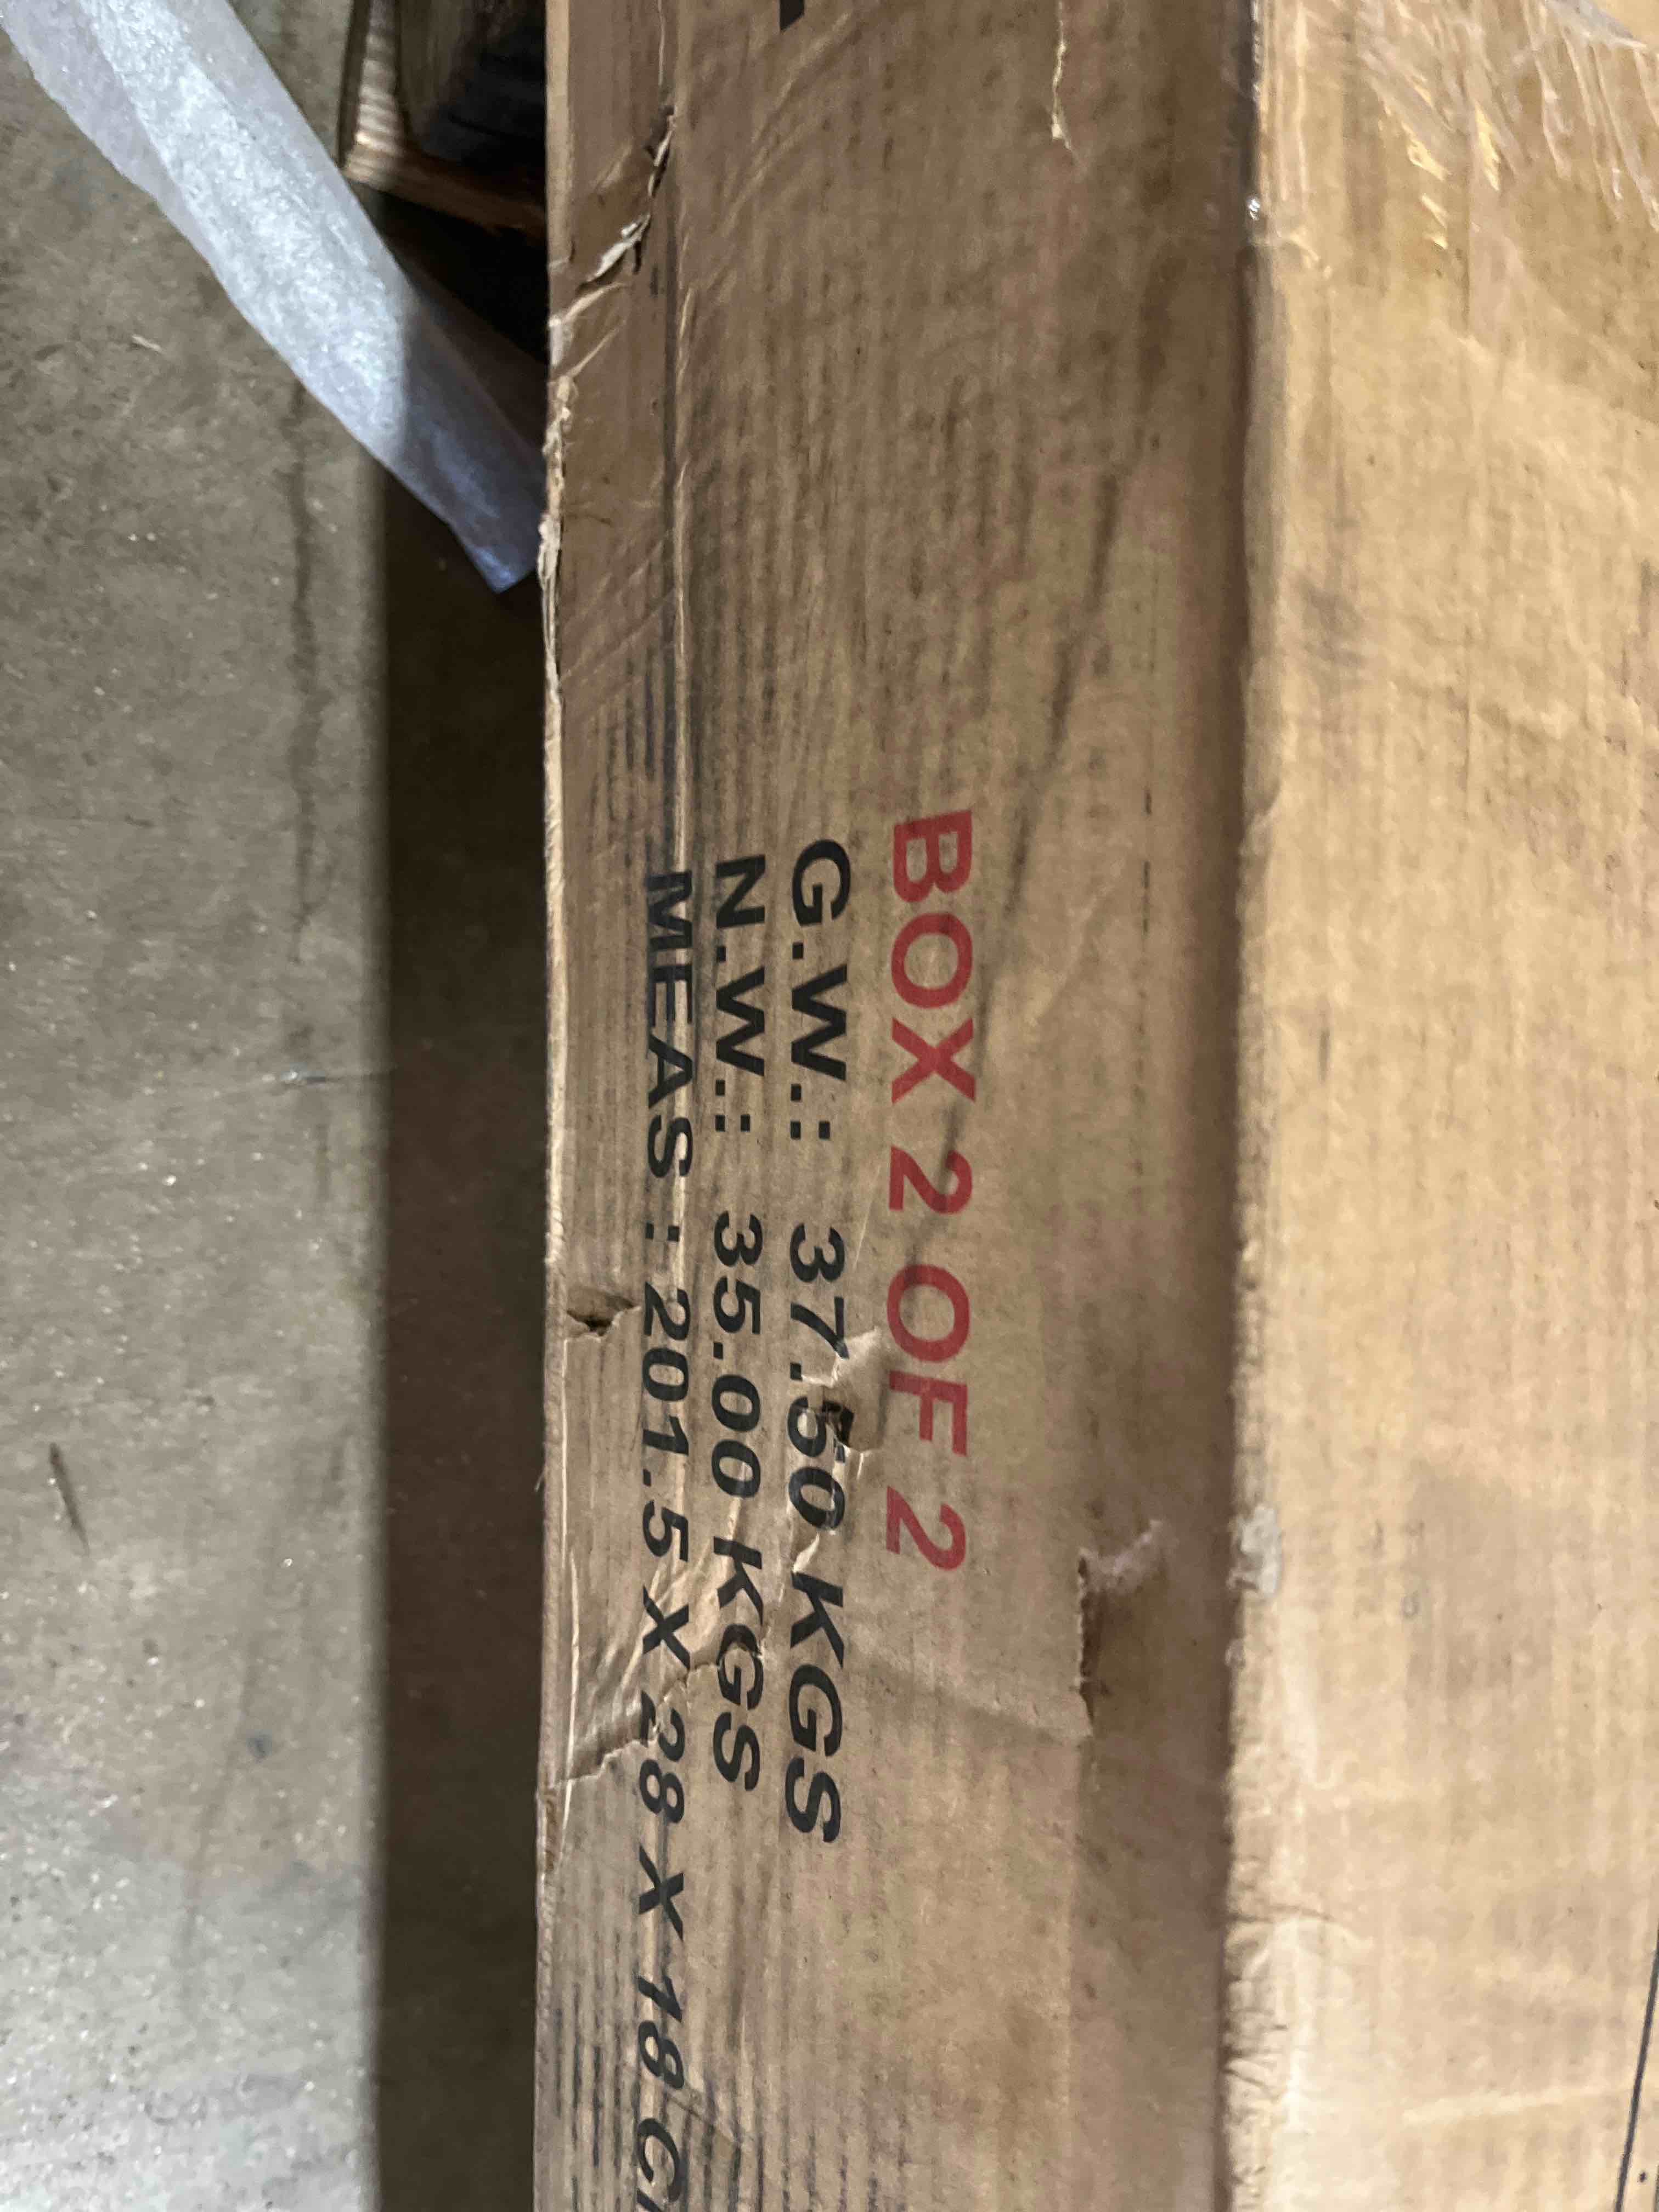 BOX 2 OF 2
G.W.: 37.50 KGS
N.W.: 35.00 KGS
MEAS : 201.5 X 28 X 18